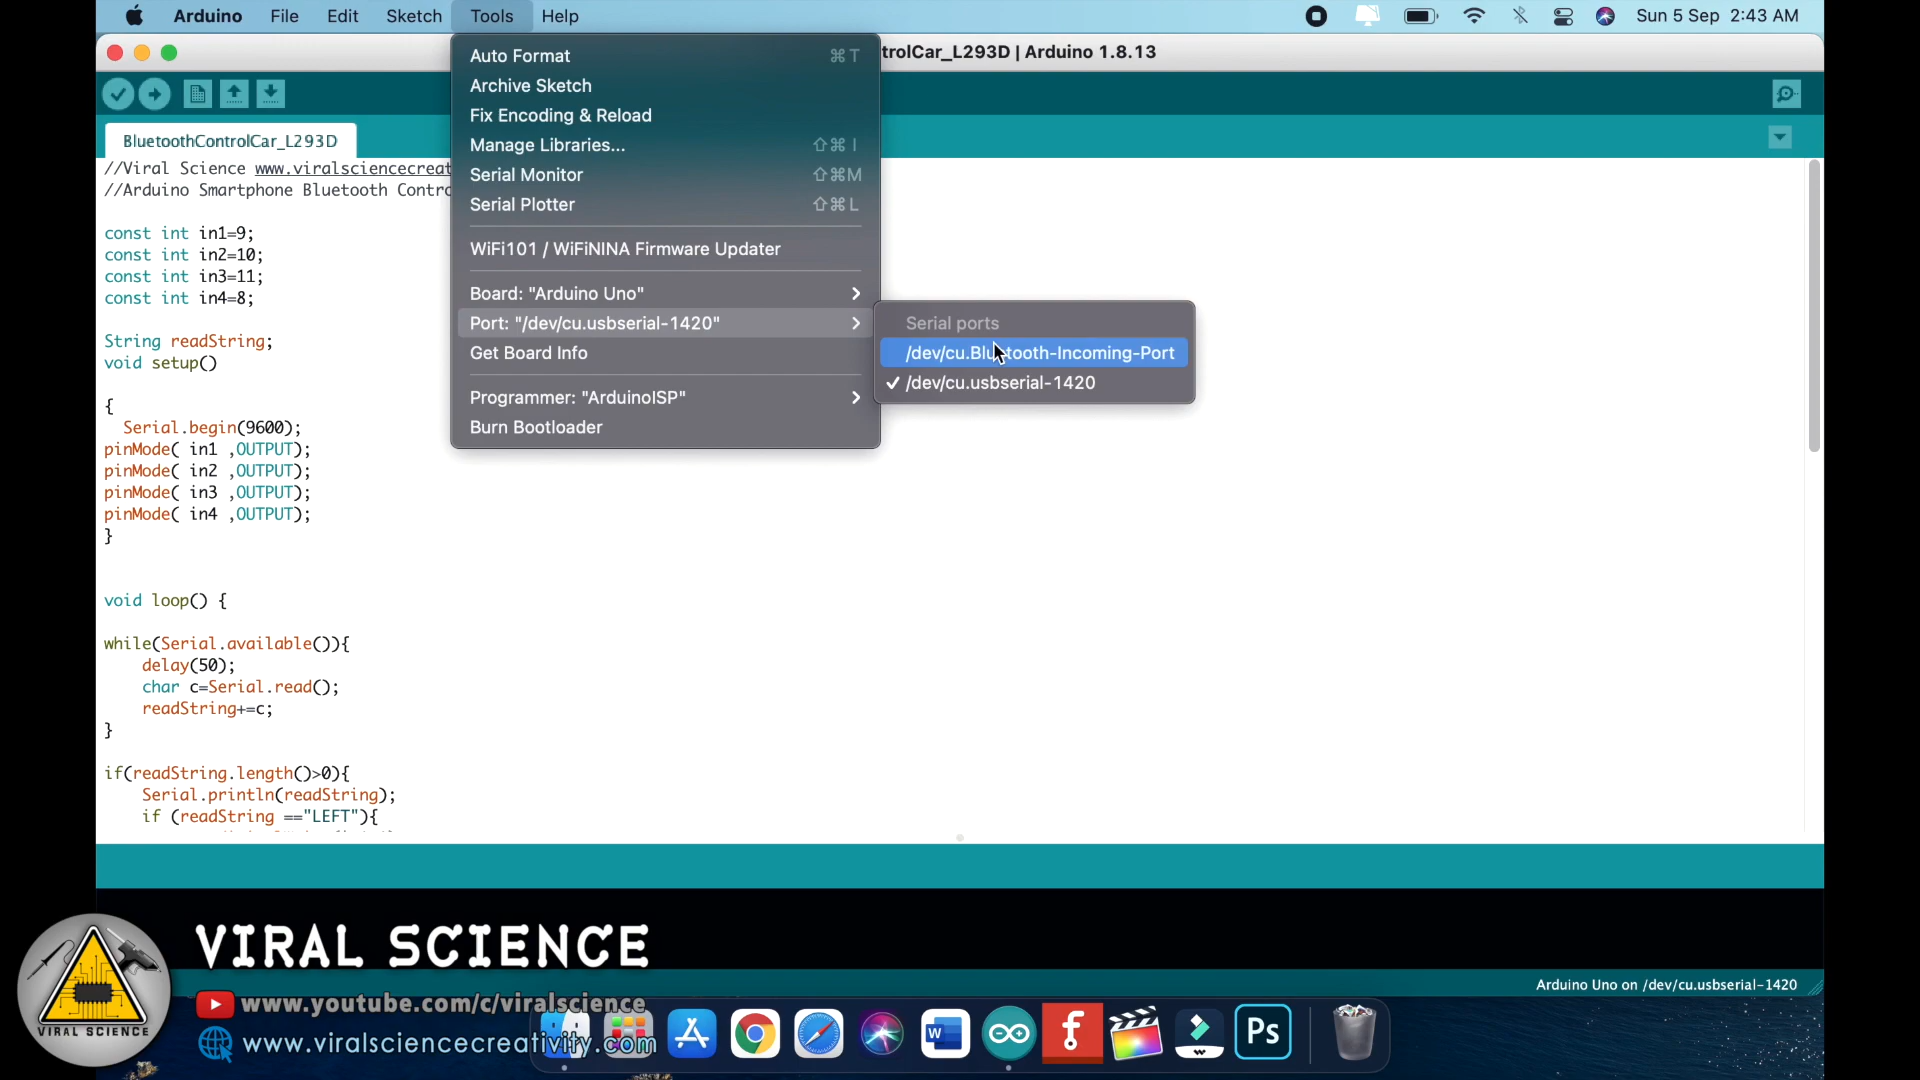 Arduino File Edit Sketch Tools Help Sun 5 Sep 2:43 AM
trolCar_L293D | Arduino 1.8.13
BluetoothControlCar_L293D
Auto Format ⌘T
Archive Sketch
Fix Encoding & Reload
Manage Libraries... ⇧⌘I
Serial Monitor ⇧⌘M
Serial Plotter ⇧⌘L
WiFi101 / WiFiNINA Firmware Updater
Board: "Arduino Uno"
Port: "/dev/cu.usbserial-1420"
Get Board Info
Programmer: "ArduinoISP"
Burn Bootloader
Serial ports
/dev/cu.Bluetooth-Incoming-Port
✓ /dev/cu.usbserial-1420
//Viral Science www.viralsciencecreat
//Arduino Smartphone Bluetooth Contro
const int in1=9;
const int in2=10;
const int in3=11;
const int in4=8;
String readString;
void setup()
{
Serial.begin(9600);
pinMode( in1 ,OUTPUT);
pinMode( in2 ,OUTPUT);
pinMode( in3 ,OUTPUT);
pinMode( in4 ,OUTPUT);
}
void loop() {
while(Serial.available()){
delay(50);
char c=Serial.read();
readString+=c;
}
if(readString.length()>0){
Serial.println(readString);
if (readString =="LEFT"){
Arduino Uno on /dev/cu.usbserial-1420
VIRAL SCIENCE
VIRAL SCIENCE
www.youtube.com/c/viralscience
www.viralsciencecreativity.com
W
f
Ps